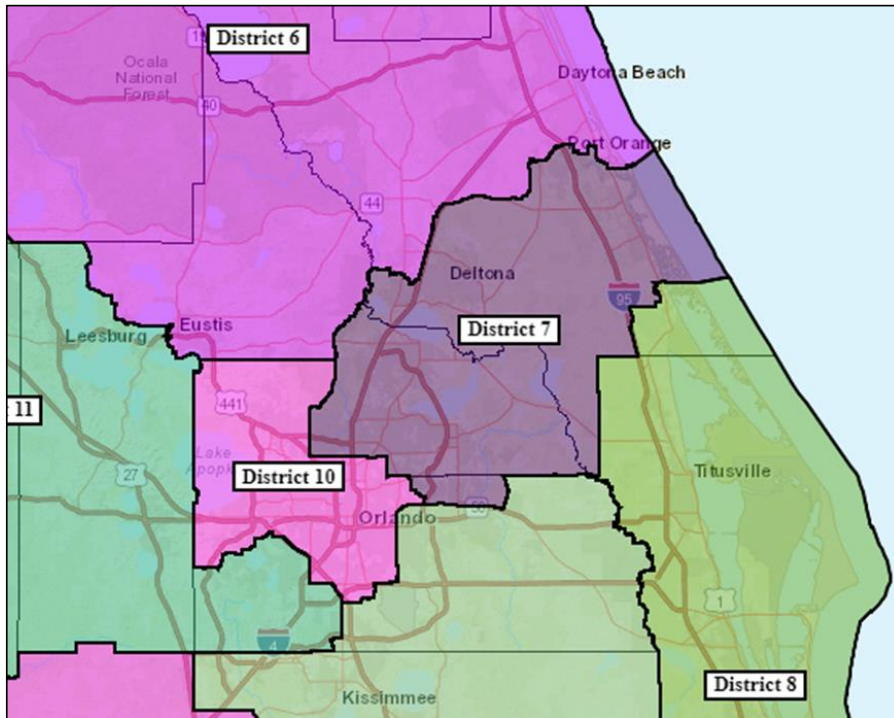 19
District 6
Ocala
National
Forest
Daytona Beach
40
Port Orange
44
Deltona
95
District 7
Eustis
Leesburg
441
11
Lake
District 10
27
Titusville
50
Orlando
1
4
District 8
Kissimmee